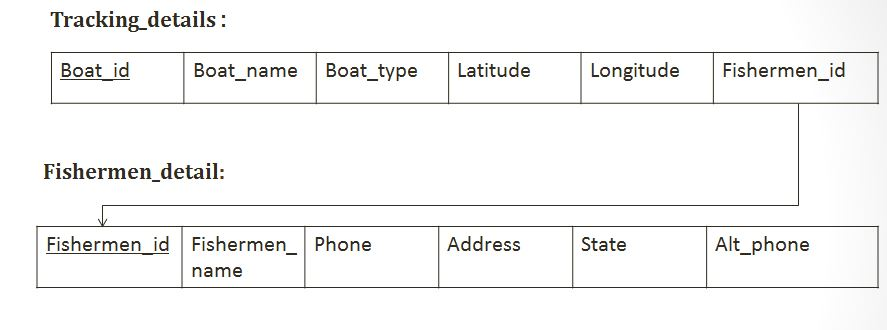 Tracking_details :
Boat_id Boat_name Boat_type Latitude Longitude Fishermen_id
Fishermen_detail:
Fishermen_id Fishermen_ Phone Address State Alt_phone
name